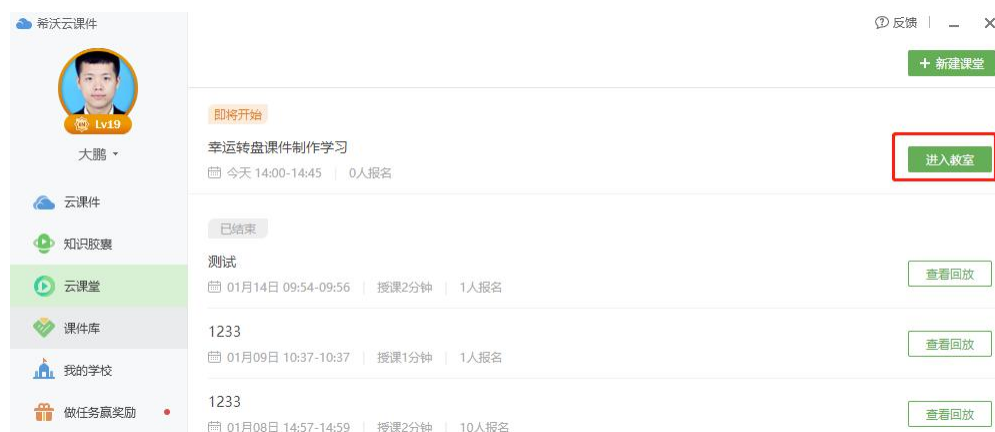 希沃云课件
反馈
新建课堂
Lv19
大鹏
云课件
知识胶囊
云课堂
课件库
我的学校
做任务赢奖励
即将开始
幸运转盘课件制作学习
今天 14:00-14:45 0人报名
进入教室
已结束
测试
01月14日 09:54-09:56 授课2分钟 1人报名
查看回放
1233
01月09日 10:37-10:37 授课1分钟 1人报名
查看回放
1233
01月08日 14:57-14:59 授课2分钟 10人报名
查看回放